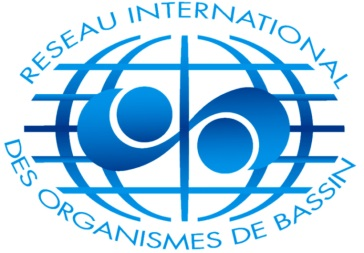 RESEAU INTERNATIONAL
DES ORGANISMES DE BASSIN